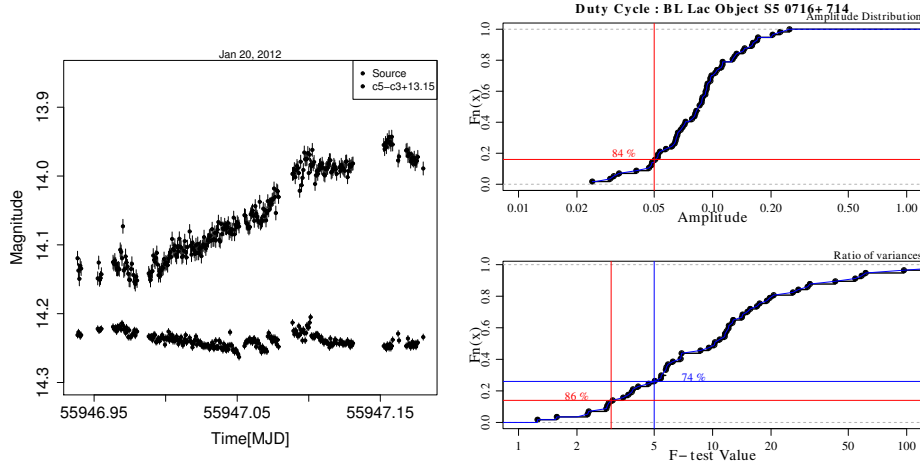 Jan 20, 2012
Source
c5−c3+13.15
Magnitude
13.9
14.0
14.1
14.2
14.3
55946.95 55947.05 55947.15
Time[MJD]
Duty Cycle : BL Lac Object S5 0716+ 714
Amplitude Distribution
Fn(x)
1.0
0.8
0.6
0.4
0.2
0.0
84 %
0.01 0.02 0.05 0.10 0.20 0.50 1.00
Amplitude
Ratio of variances
Fn(x)
1.0
0.8
0.6
0.4
0.2
0.0
74 %
86 %
1 2 5 10 20 50 100
F− test Value